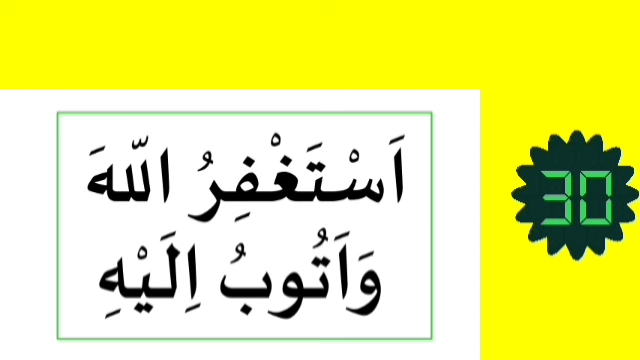 اَسْتَغْفِرُ اللّهَ
وَاَتُوبُ اِلَيْهِ
30